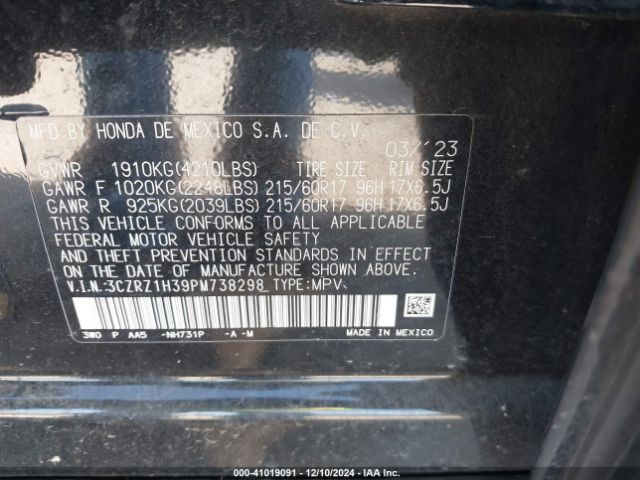 MFD.BY HONDA DE MEXICO S.A. DE C.V.
03/'23
GVWR 1910KG(4210LBS) TIRE SIZE RIM SIZE
GAWR F 1020KG(2248LBS) 215/60R17 96H 17X6.5J
GAWR R 925KG(2039LBS) 215/60R17 96H 17X6.5J
THIS VEHICLE CONFORMS TO ALL APPLICABLE
FEDERAL MOTOR VEHICLE SAFETY
AND THEFT PREVENTION STANDARDS IN EFFECT
ON THE DATE OF MANUFACTURE SHOWN ABOVE.
V.I.N:3CZRZ1H39PM738298 TYPE:MPV
3W0 P AA5 -NH731P -A -M
MADE IN MEXICO
000-41019091 - 12/10/2024 - IAA Inc.